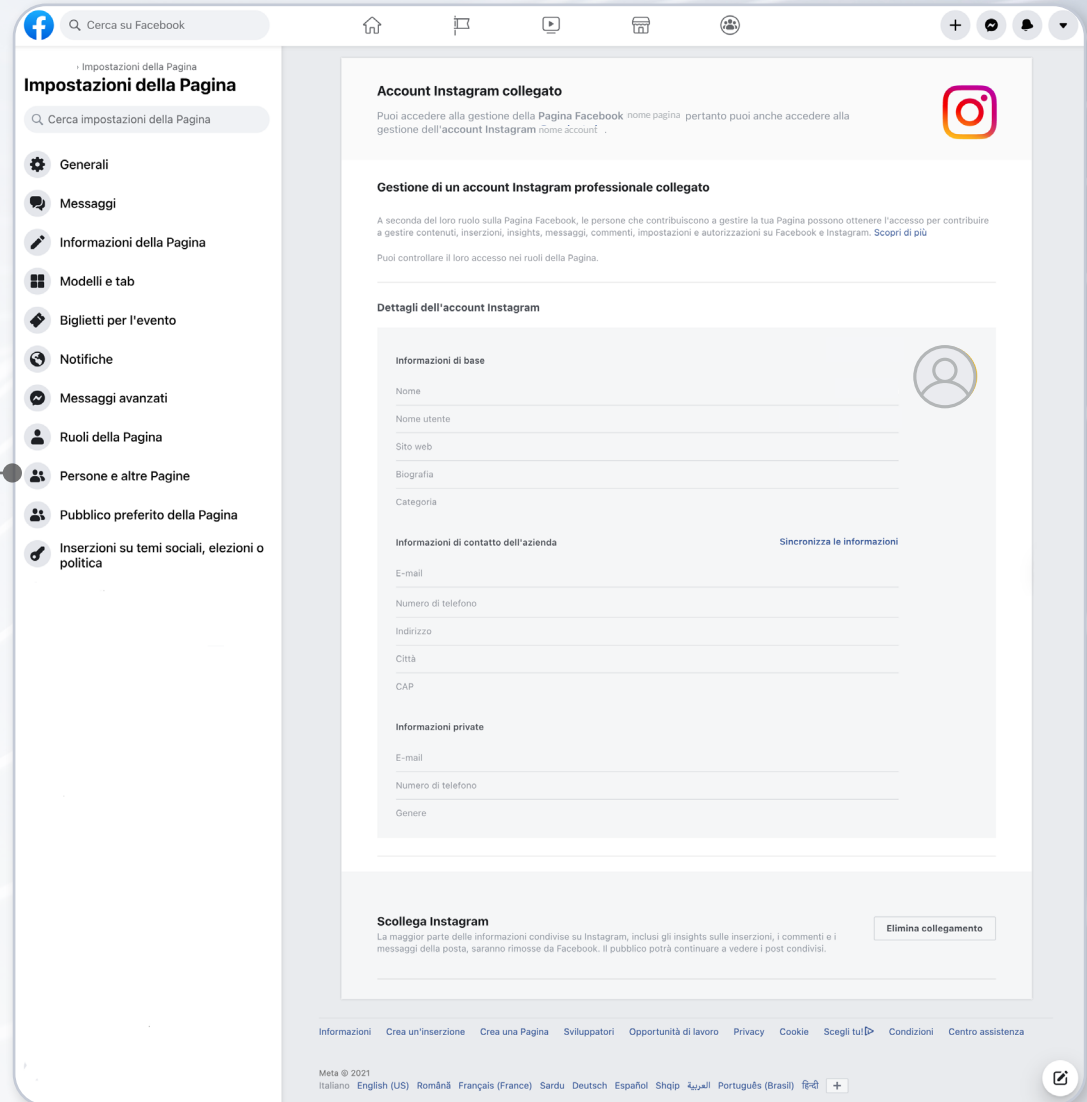 Cerca su Facebook
› Impostazioni della Pagina
Impostazioni della Pagina
Cerca impostazioni della Pagina
Generali
Messaggi
Informazioni della Pagina
Modelli e tab
Biglietti per l'evento
Notifiche
Messaggi avanzati
Ruoli della Pagina
Persone e altre Pagine
Pubblico preferito della Pagina
Inserzioni su temi sociali, elezioni o
politica
Account Instagram collegato
Puoi accedere alla gestione della Pagina Facebook nome pagina pertanto puoi anche accedere alla
gestione dell'account Instagram nome account .
Gestione di un account Instagram professionale collegato
A seconda del loro ruolo sulla Pagina Facebook, le persone che contribuiscono a gestire la tua Pagina possono ottenere l'accesso per contribuire
a gestire contenuti, inserzioni, insights, messaggi, commenti, impostazioni e autorizzazioni su Facebook e Instagram. Scopri di più
Puoi controllare il loro accesso nei ruoli della Pagina.
Dettagli dell'account Instagram
Informazioni di base
Nome
Nome utente
Sito web
Biografia
Categoria
Informazioni di contatto dell'azienda Sincronizza le informazioni
E-mail
Numero di telefono
Indirizzo
Città
CAP
Informazioni private
E-mail
Numero di telefono
Genere
Scollega Instagram
La maggior parte delle informazioni condivise su Instagram, inclusi gli insights sulle inserzioni, i commenti e i
messaggi della posta, saranno rimosse da Facebook. Il pubblico potrà continuare a vedere i post condivisi.
Elimina collegamento
Informazioni Crea un'inserzione Crea una Pagina Sviluppatori Opportunità di lavoro Privacy Cookie Scegli tu! Condizioni Centro assistenza
Meta © 2021
Italiano English (US) Română Français (France) Sardu Deutsch Español Shqip العربية Português (Brasil) हिन्दी +